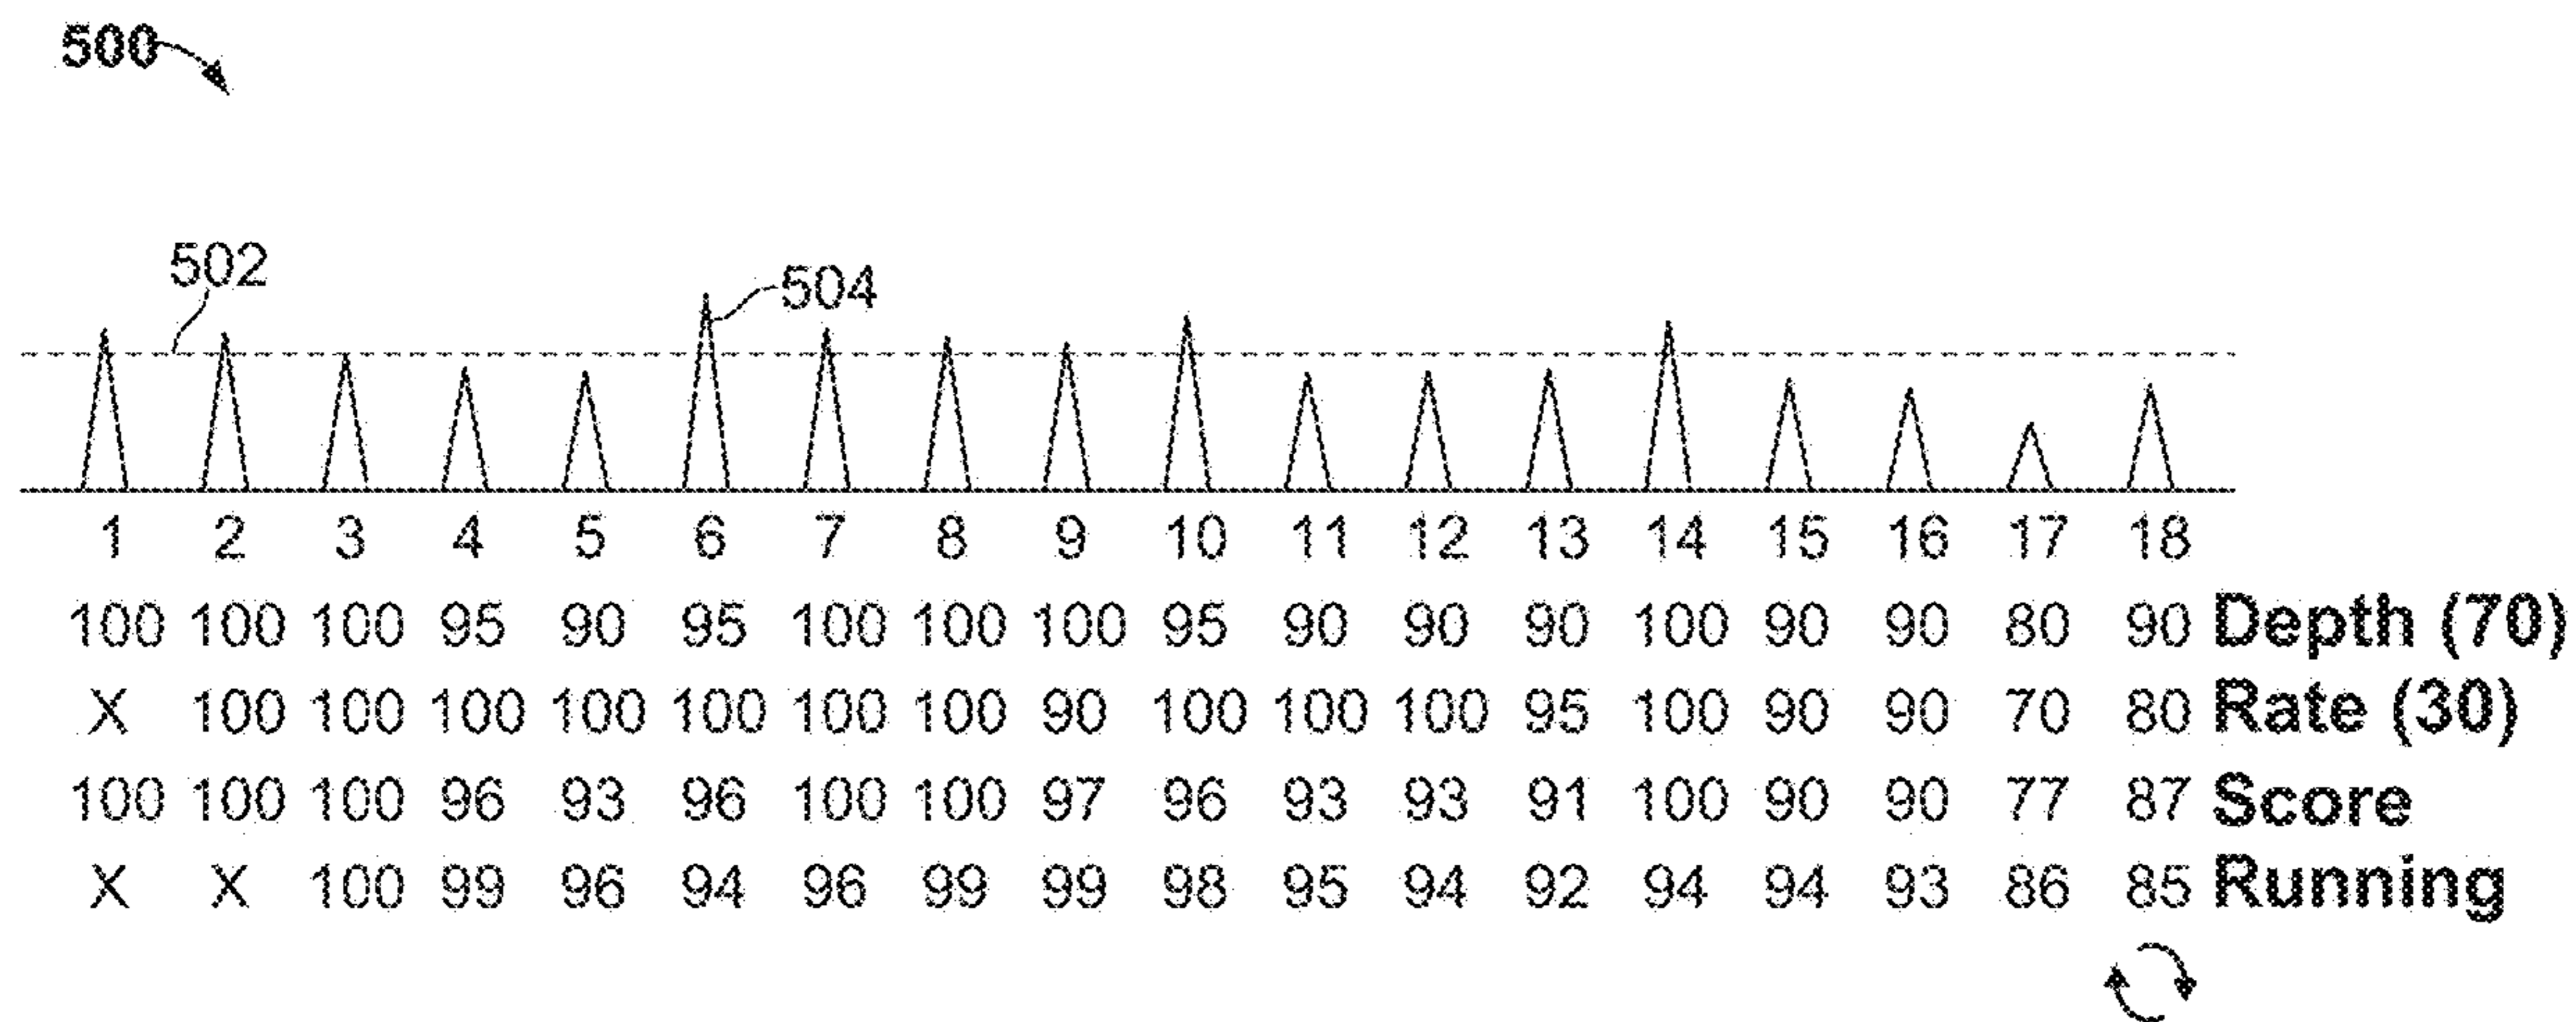 500
502
504
1 2 3 4 5 6 7 8 9 10 11 12 13 14 15 16 17 18
100 100 100 95 90 95 100 100 100 95 90 90 90 100 90 90 80 90 Depth (70)
X 100 100 100 100 100 100 100 90 100 100 100 95 100 90 90 70 80 Rate (30)
100 100 100 96 93 96 100 100 97 96 93 93 91 100 90 90 77 87 Score
X X 100 99 96 94 96 99 99 98 95 94 92 94 94 93 86 85 Running